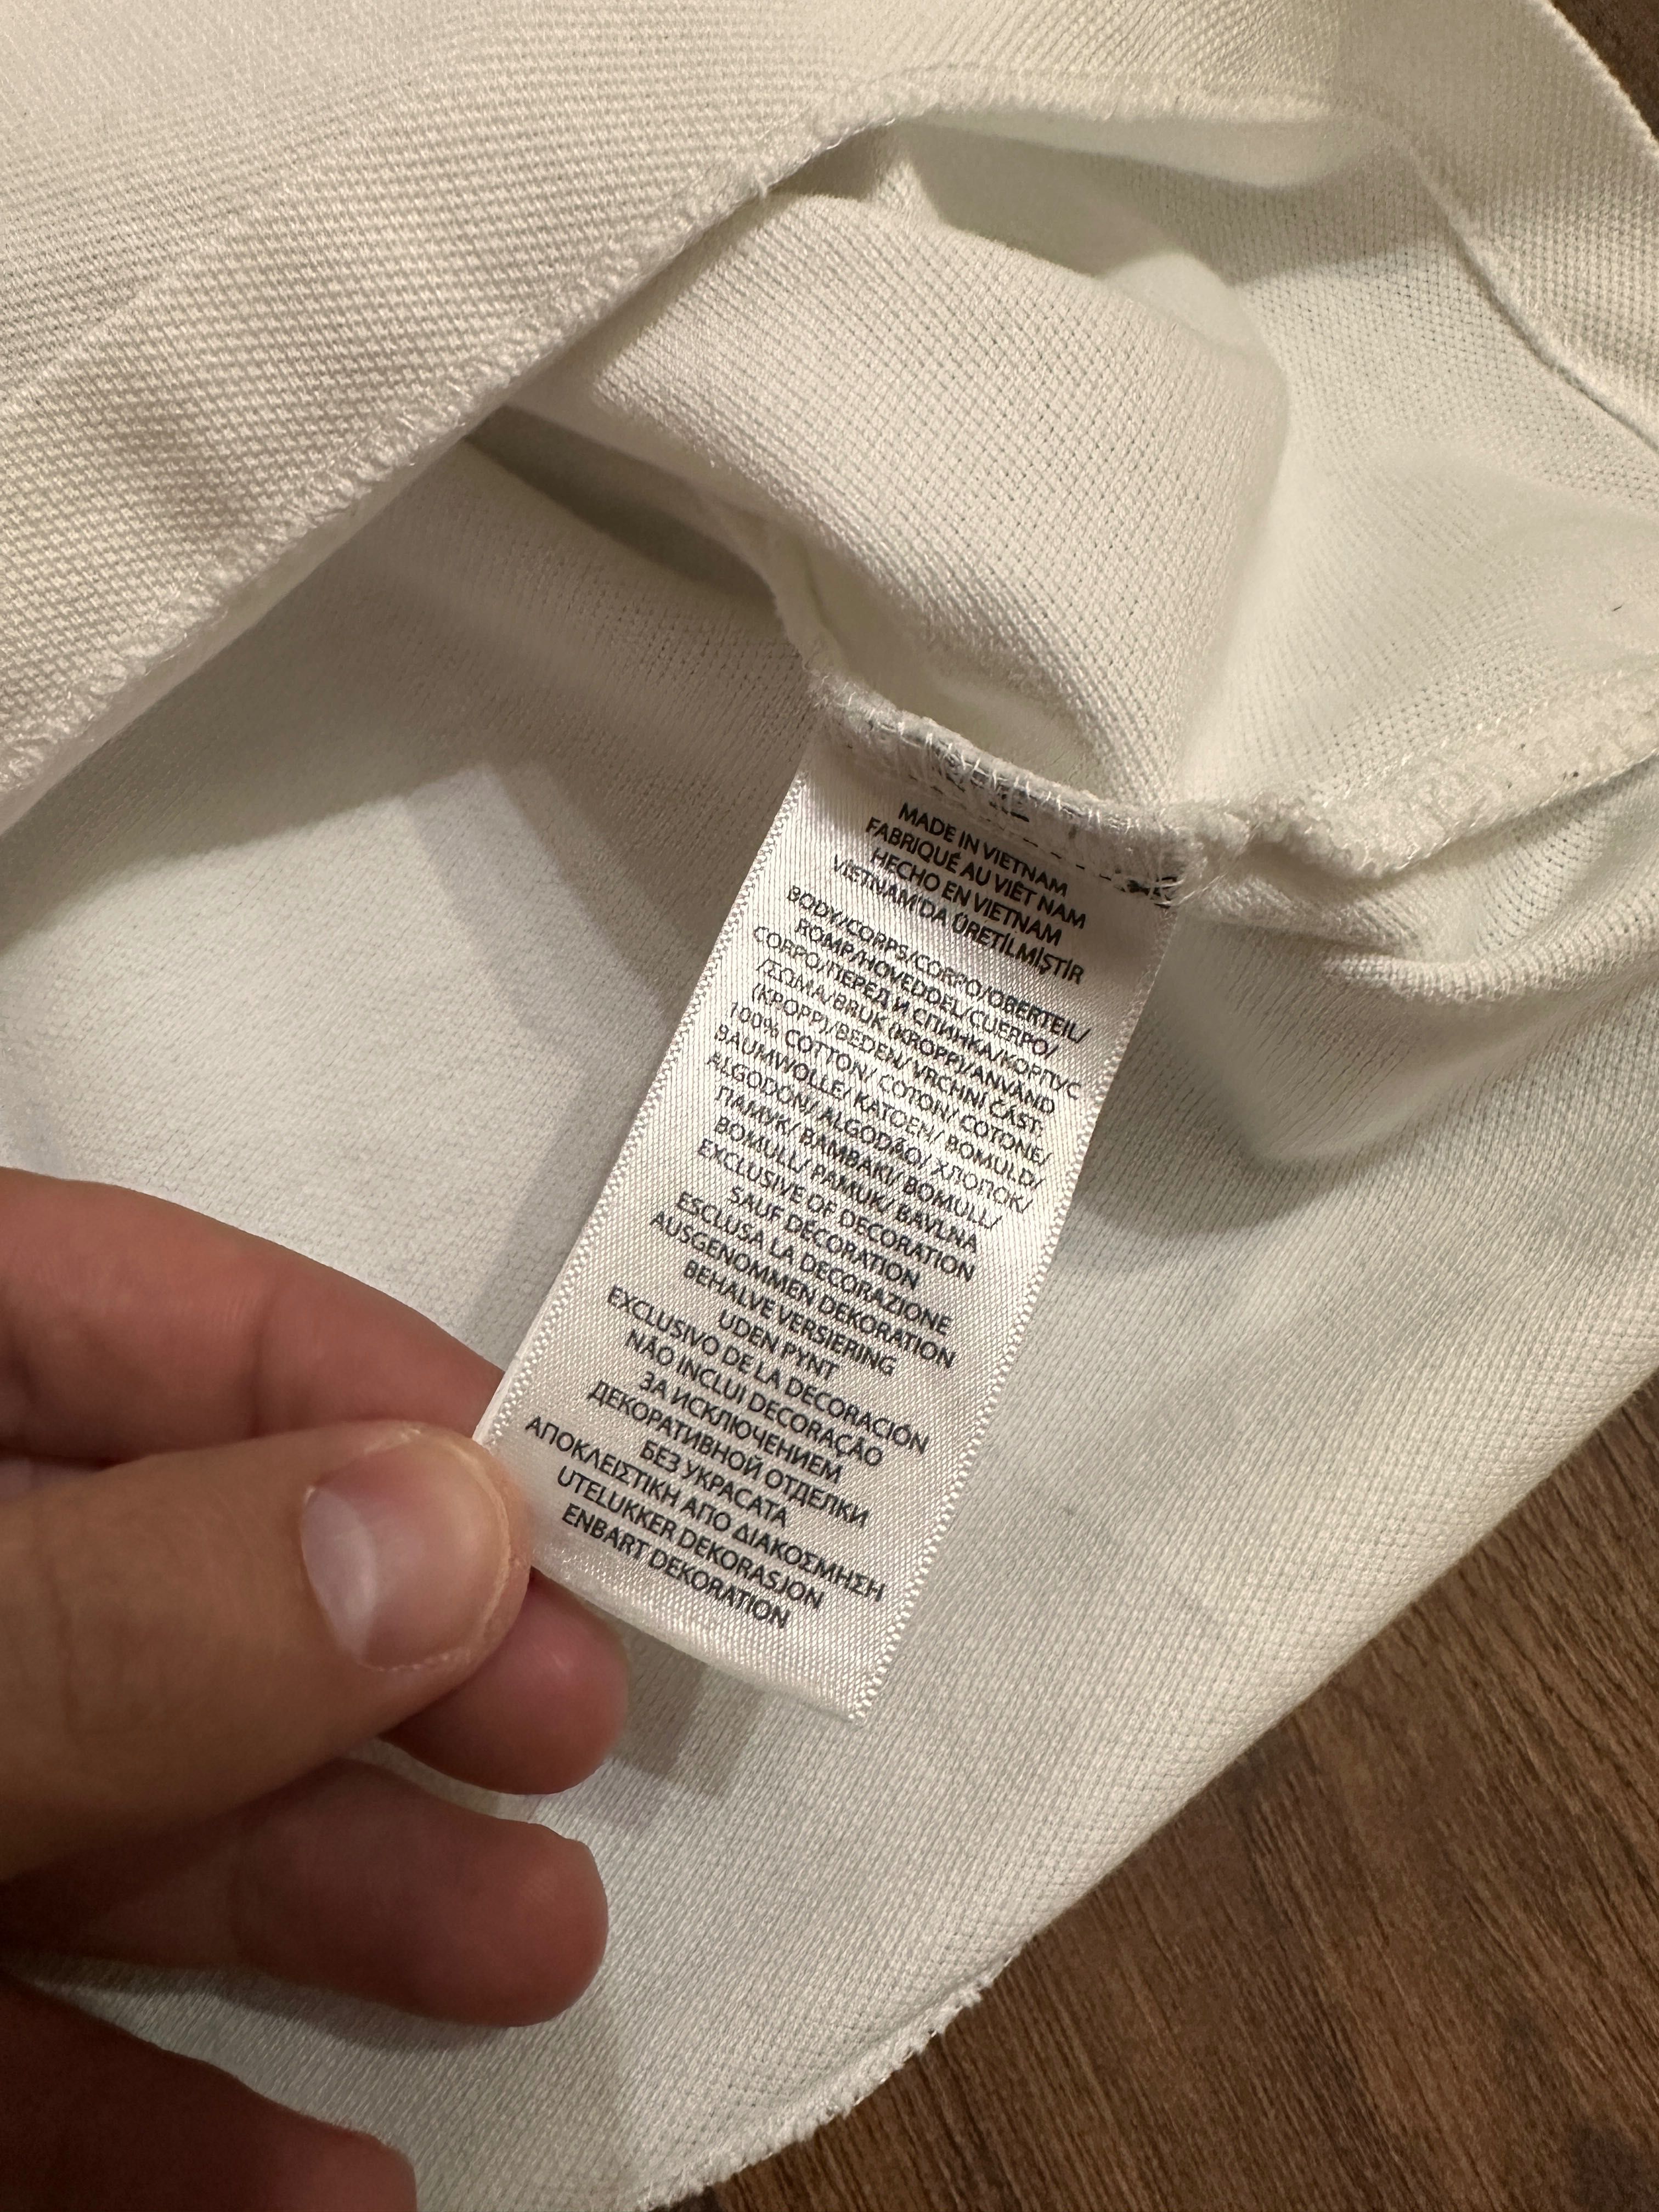 MADE IN VIETNAM
FABRIQUÉ AU VIÊT NAM
HECHO EN VIETNAM
VİETNAM'DA ÜRETİLMİŞTİR
BODY/CORPS/CORPO/OBERTEIL/
ROMP/HOVEDDEL/CUERPO/
CORPO/ПЕРЕД И СПИНКА/КОРПУС
/ΣΩΜΑ/BRUK (KROPP)/ANVÄND
(KROPP)/BEDEN/ VRCHNÍ ČÁST:
100% COTTON/ COTON/ COTONE/
BAUMWOLLE/ KATOEN/ BOMULD/
ALGODÓN/ ALGODÃO/ ХЛОПОК/
ПАМУК/ ΒΑΜΒΑΚΙ/ BOMULL/
BOMULL/ PAMUK/ BAVLNA
EXCLUSIVE OF DECORATION
SAUF DÉCORATION
ESCLUSA LA DECORAZIONE
AUSGENOMMEN DEKORATION
BEHALVE VERSIERING
UDEN PYNT
EXCLUSIVO DE LA DECORACIÓN
NÃO INCLUI DECORAÇÃO
ЗА ИСКЛЮЧЕНИЕМ
ДЕКОРАТИВНОЙ ОТДЕЛКИ
БЕЗ УКРАСАТА
ΑΠΟΚΛΕΙΣΤΙΚΗ ΑΠΟ ΔΙΑΚΟΣΜΗΣΗ
UTELUKKER DEKORASJON
ENBART DEKORATION